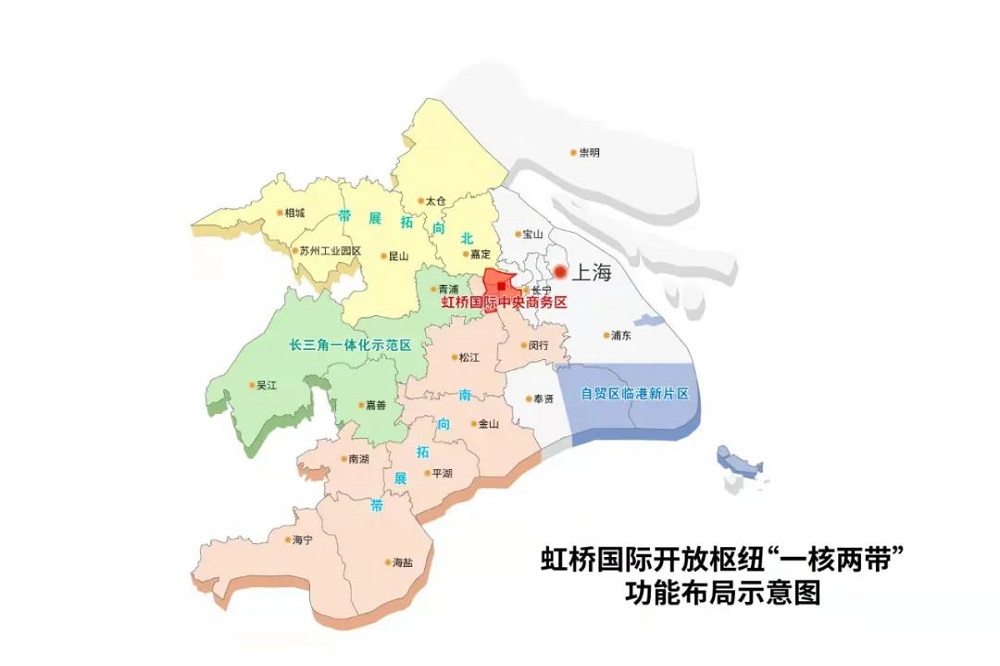 崇明
太仓
相城
带展拓向北
宝山
苏州工业园区
昆山
嘉定
上海
青浦
长宁
虹桥国际中央商务区
浦东
长三角一体化示范区
闵行
松江
吴江
自贸区临港新片区
南向拓展带
奉贤
嘉善
金山
南湖
平湖
海宁
海盐
虹桥国际开放枢纽“一核两带”
功能布局示意图